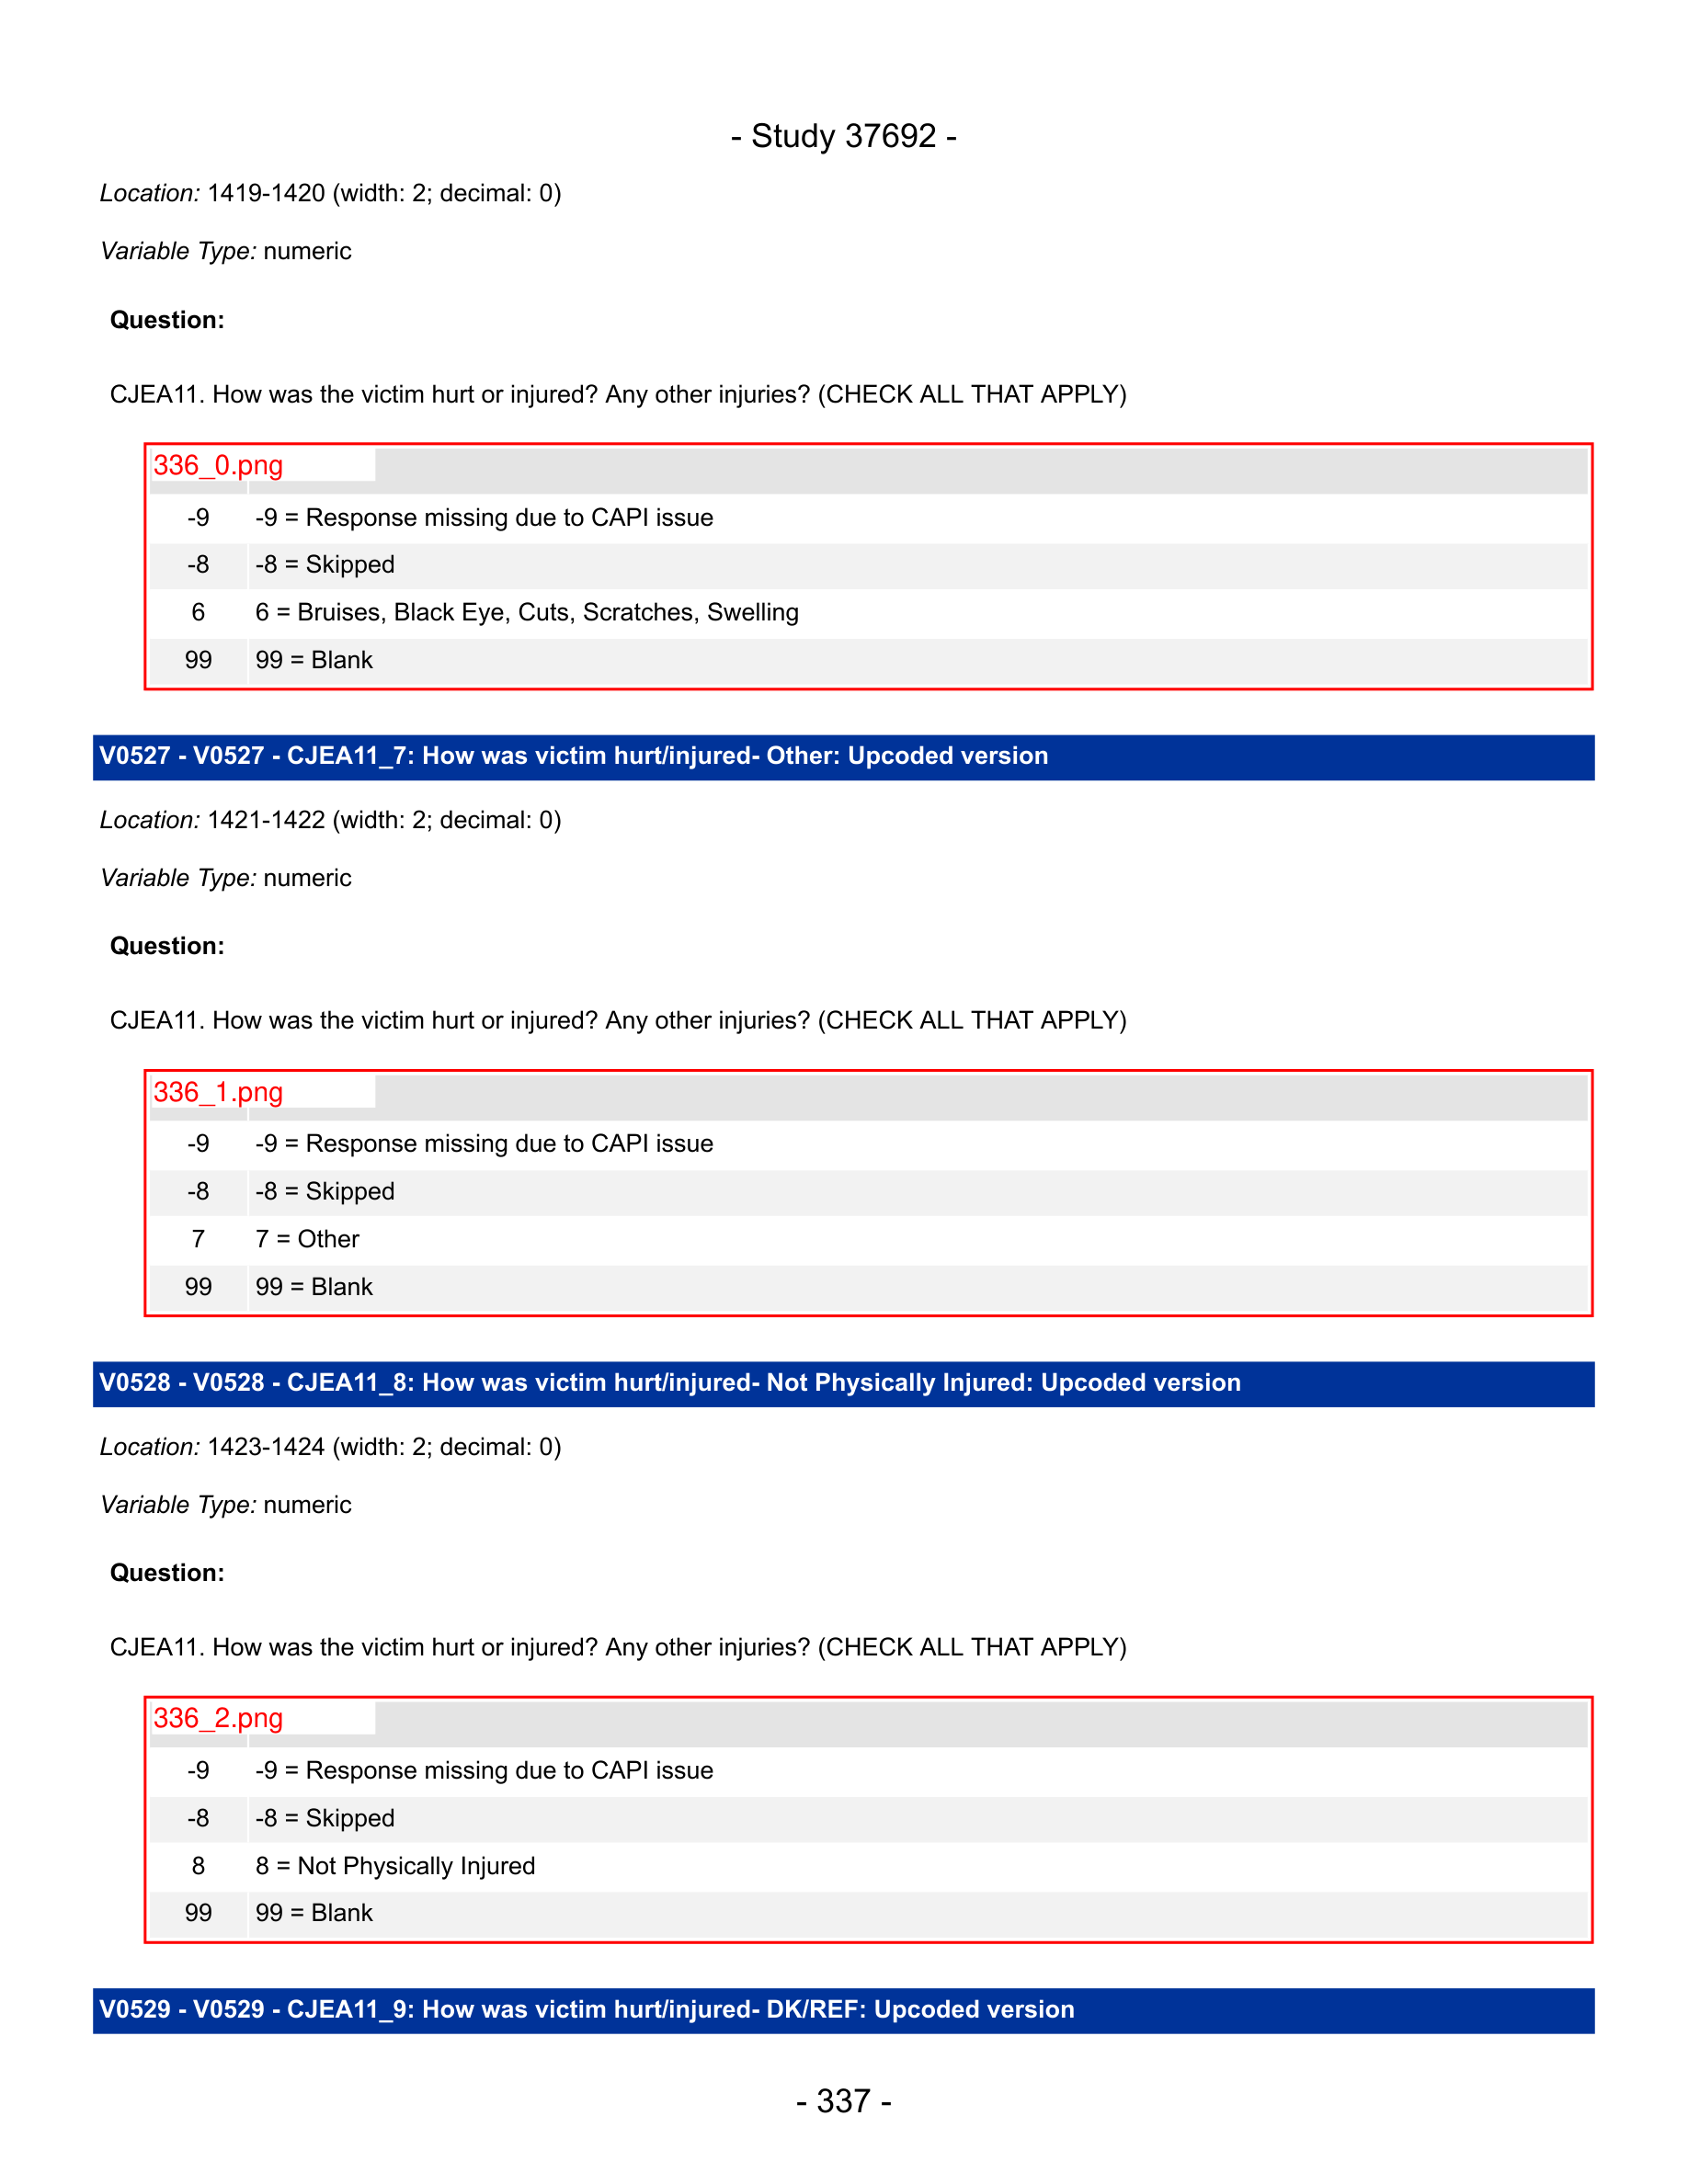 - Study 37692 -
Location: 1419-1420 (width: 2; decimal: 0)
Variable Type: numeric
Question:
CJEA11. How was the victim hurt or injured? Any other injuries? (CHECK ALL THAT APPLY)
336_0.png
-9 -9 = Response missing due to CAPI issue
-8 -8 = Skipped
6 6 = Bruises, Black Eye, Cuts, Scratches, Swelling
99 99 = Blank
V0527 - V0527 - CJEA11_7: How was victim hurt/injured- Other: Upcoded version
Location: 1421-1422 (width: 2; decimal: 0)
Variable Type: numeric
Question:
CJEA11. How was the victim hurt or injured? Any other injuries? (CHECK ALL THAT APPLY)
336_1.png
-9 -9 = Response missing due to CAPI issue
-8 -8 = Skipped
7 7 = Other
99 99 = Blank
V0528 - V0528 - CJEA11_8: How was victim hurt/injured- Not Physically Injured: Upcoded version
Location: 1423-1424 (width: 2; decimal: 0)
Variable Type: numeric
Question:
CJEA11. How was the victim hurt or injured? Any other injuries? (CHECK ALL THAT APPLY)
336_2.png
-9 -9 = Response missing due to CAPI issue
-8 -8 = Skipped
8 8 = Not Physically Injured
99 99 = Blank
V0529 - V0529 - CJEA11_9: How was victim hurt/injured- DK/REF: Upcoded version
- 337 -